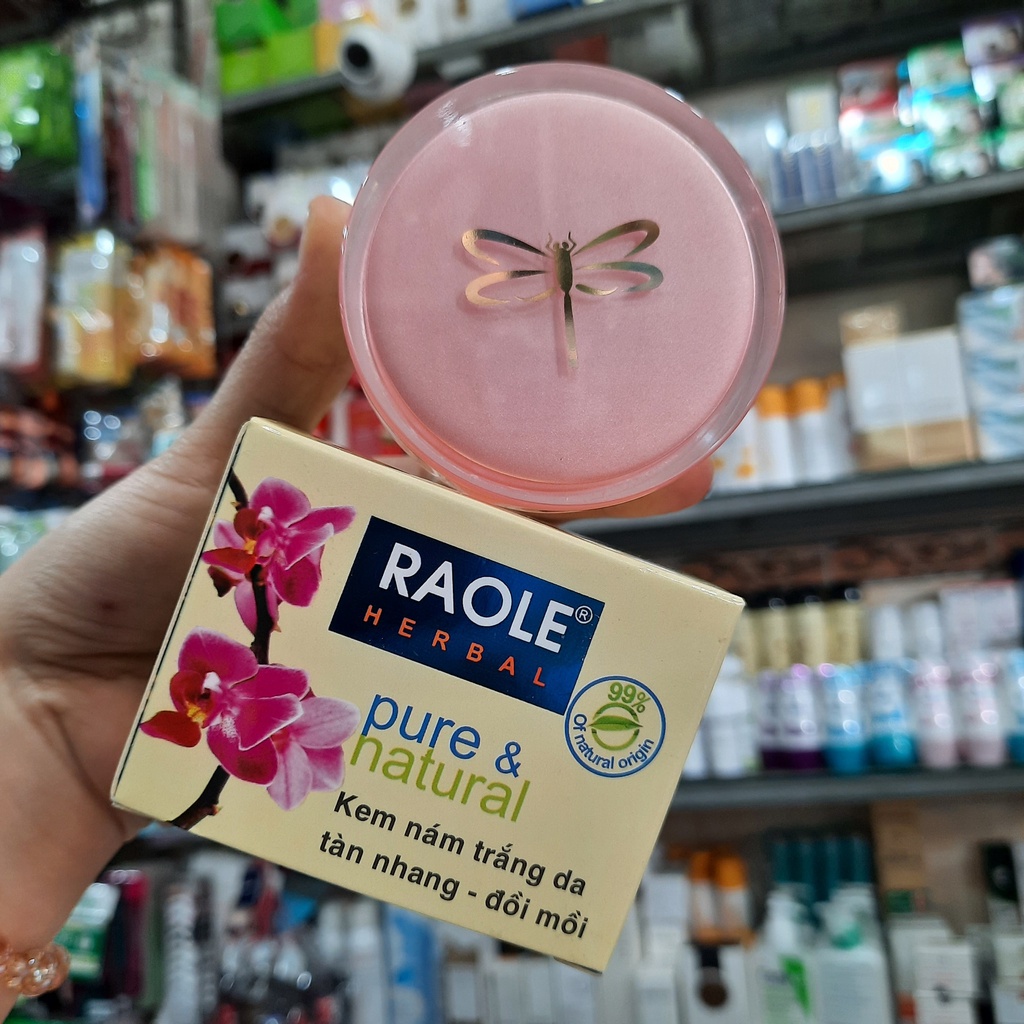 RAOLE®
HERBAL
99%
Of natural origin
pure &
natural
Kem nám trắng da
tàn nhang - đồi mồi